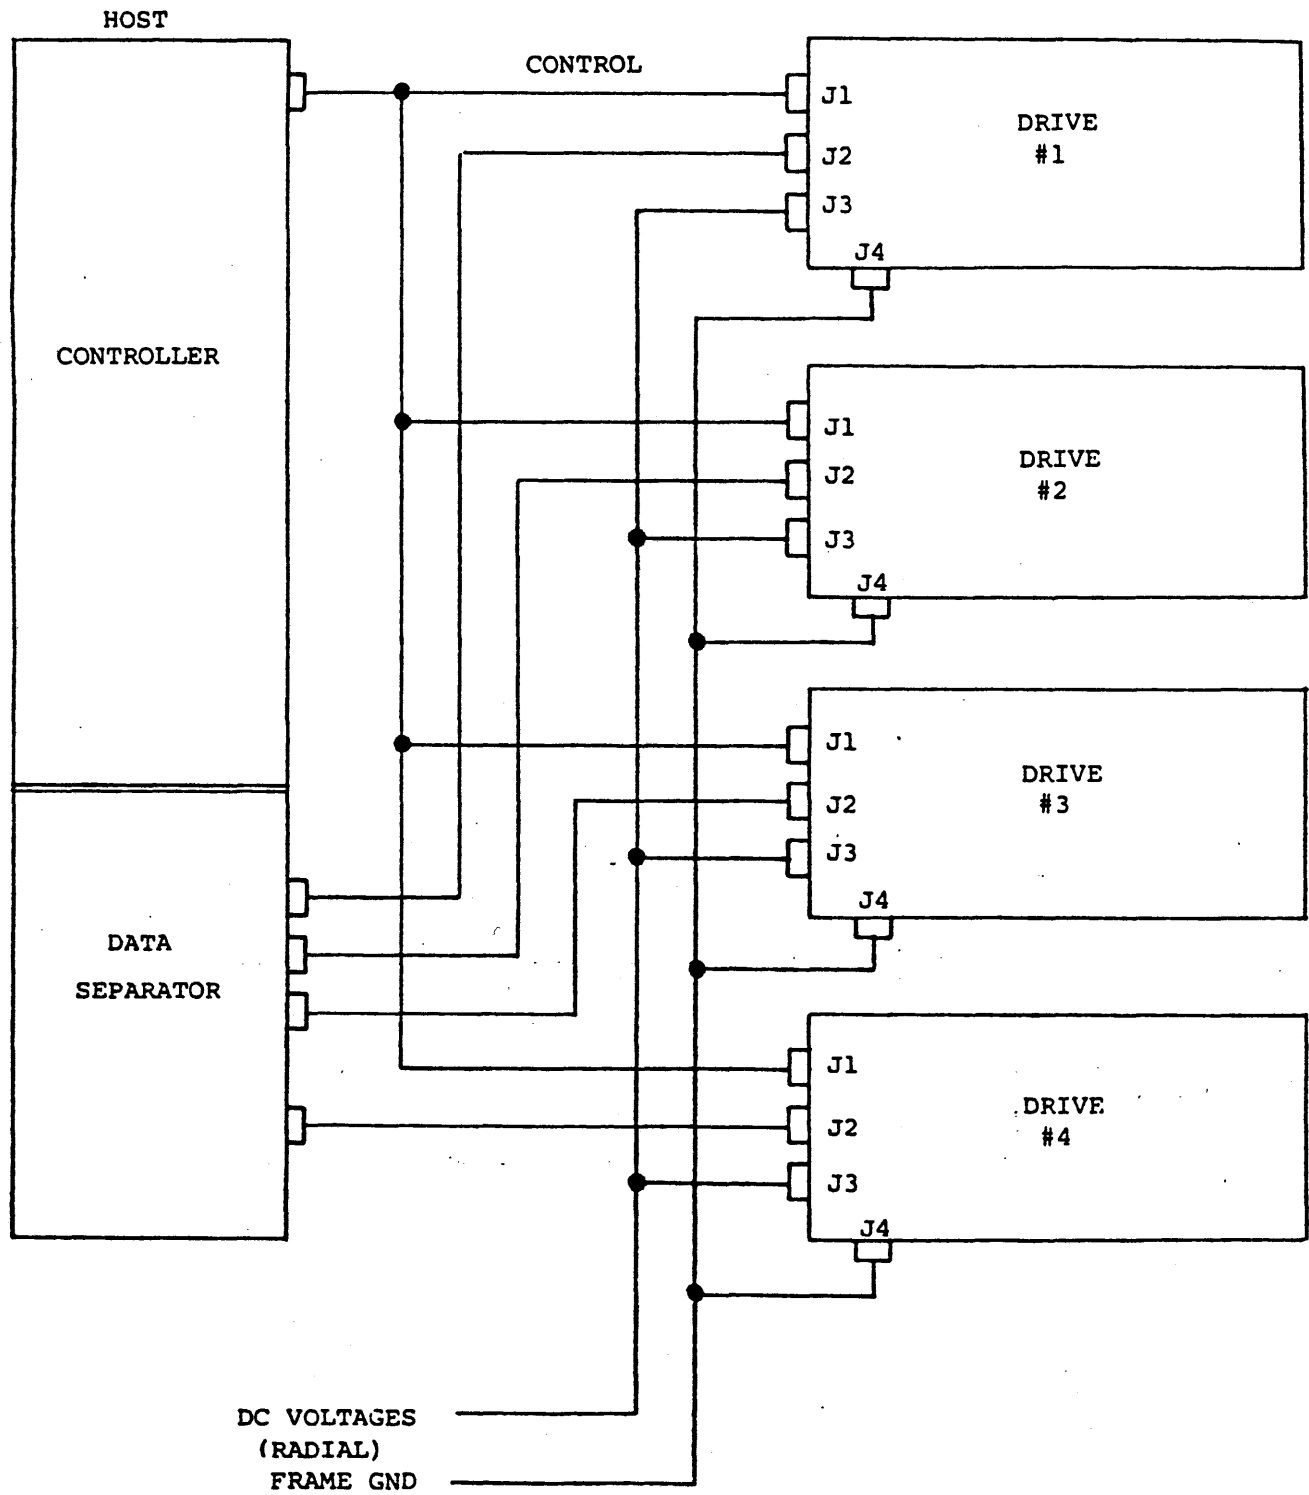 HOST
CONTROL
CONTROLLER
J1
J2
J3
J4
DRIVE
#1
J1
J2
J3
J4
DRIVE
#2
J1
J2
J3
J4
DRIVE
#3
DATA
SEPARATOR
J1
J2
J3
J4
DRIVE
#4
DC VOLTAGES
(RADIAL)
FRAME GND